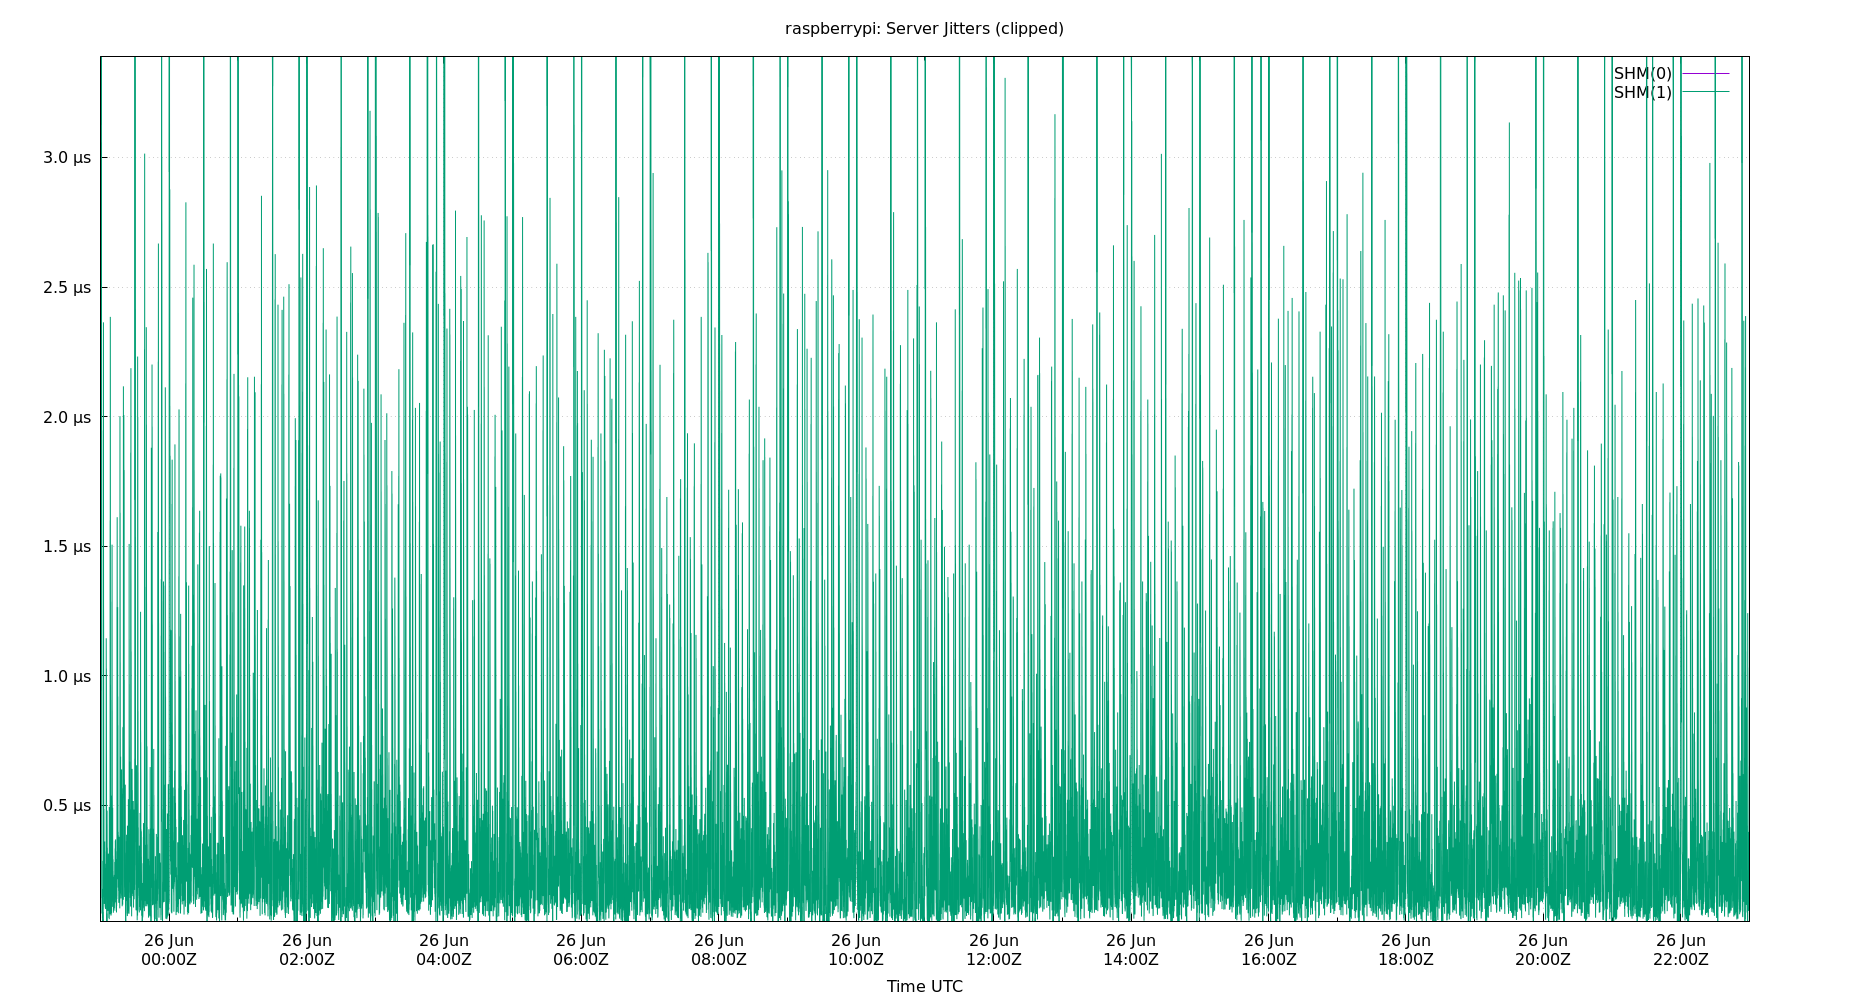 raspberrypi: Server Jitters (clipped)
SHM(0)
SHM(1)
3.0 µs
2.5 µs
2.0 µs
1.5 µs
1.0 µs
0.5 µs
26 Jun 26 Jun 26 Jun 26 Jun 26 Jun 26 Jun 26 Jun 26 Jun 26 Jun 26 Jun 26 Jun 26 Jun
00:00Z 02:00Z 04:00Z 06:00Z 08:00Z 10:00Z 12:00Z 14:00Z 16:00Z 18:00Z 20:00Z 22:00Z
Time UTC